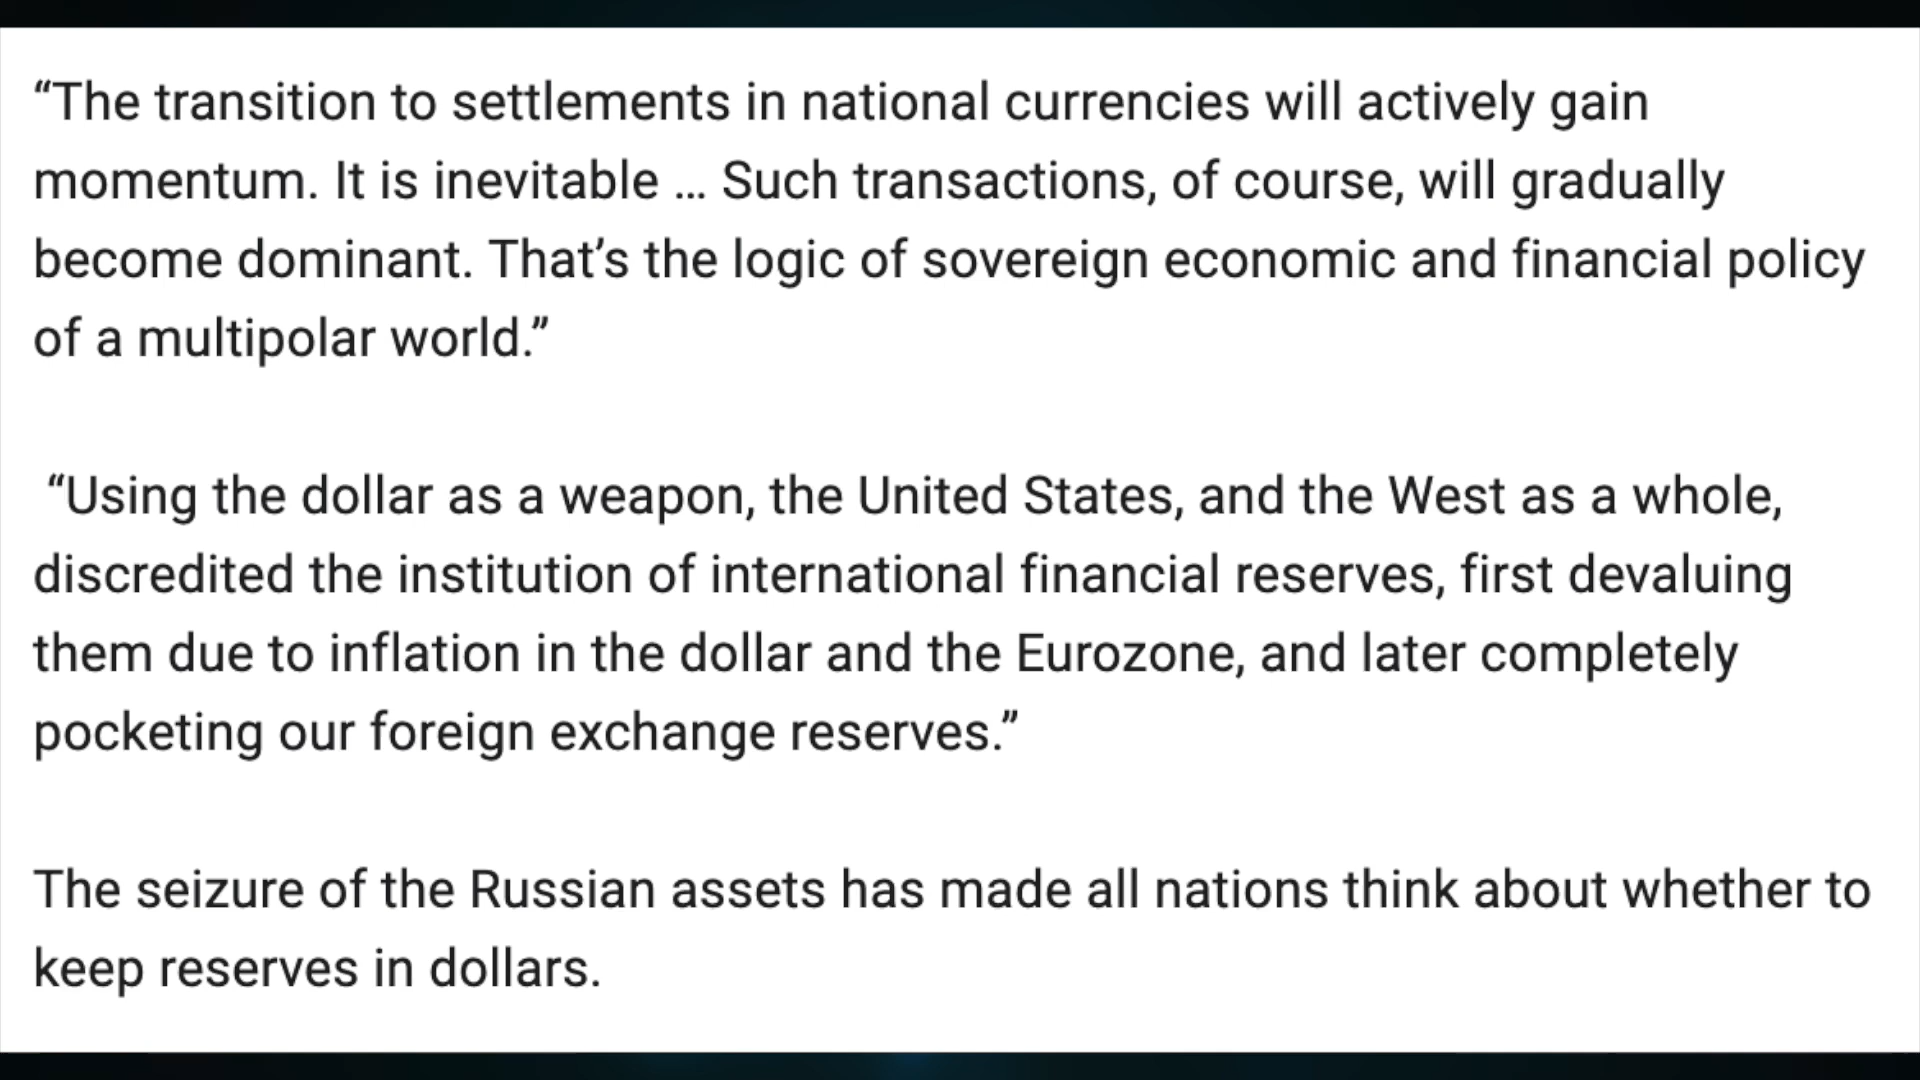 “The transition to settlements in national currencies will actively gain
momentum. It is inevitable … Such transactions, of course, will gradually
become dominant. That’s the logic of sovereign economic and financial policy
of a multipolar world.”
“Using the dollar as a weapon, the United States, and the West as a whole,
discredited the institution of international financial reserves, first devaluing
them due to inflation in the dollar and the Eurozone, and later completely
pocketing our foreign exchange reserves.”
The seizure of the Russian assets has made all nations think about whether to
keep reserves in dollars.